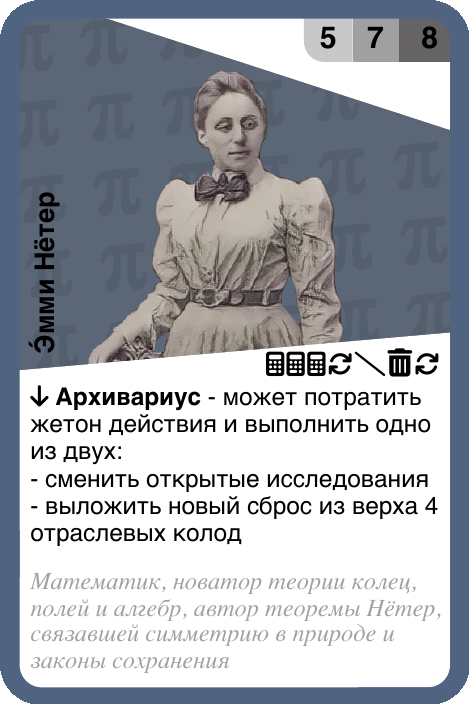 5 7 8
Э́мми Нётер
Архивариус - может потратить
жетон действия и выполнить одно
из двух:
- сменить открытые исследования
- выложить новый сброс из верха 4
отраслевых колод
Математик, новатор теории колец,
полей и алгебр, автор теоремы Нётер,
связавшей симметрию в природе и
законы сохранения